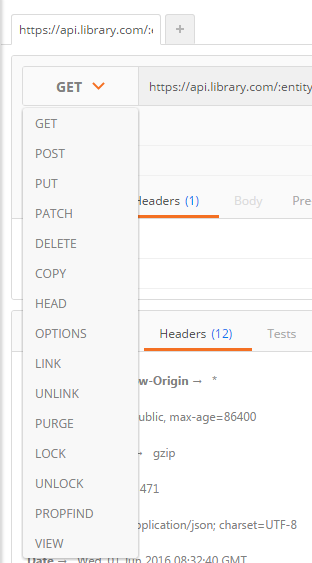 https://api.library.com/:
+
GET
https://api.library.com/:entity
GET
POST
PUT
PATCH
DELETE
COPY
HEAD
OPTIONS
LINK
UNLINK
PURGE
LOCK
UNLOCK
PROPFIND
VIEW
Headers (1)
Body
Pre
Headers (12)
Tests
w-Origin → *
ublic, max-age=86400
→ gzip
471
pplication/json; charset=UTF-8
Date → Wed, 01 Jun 2016 08:32:40 GMT